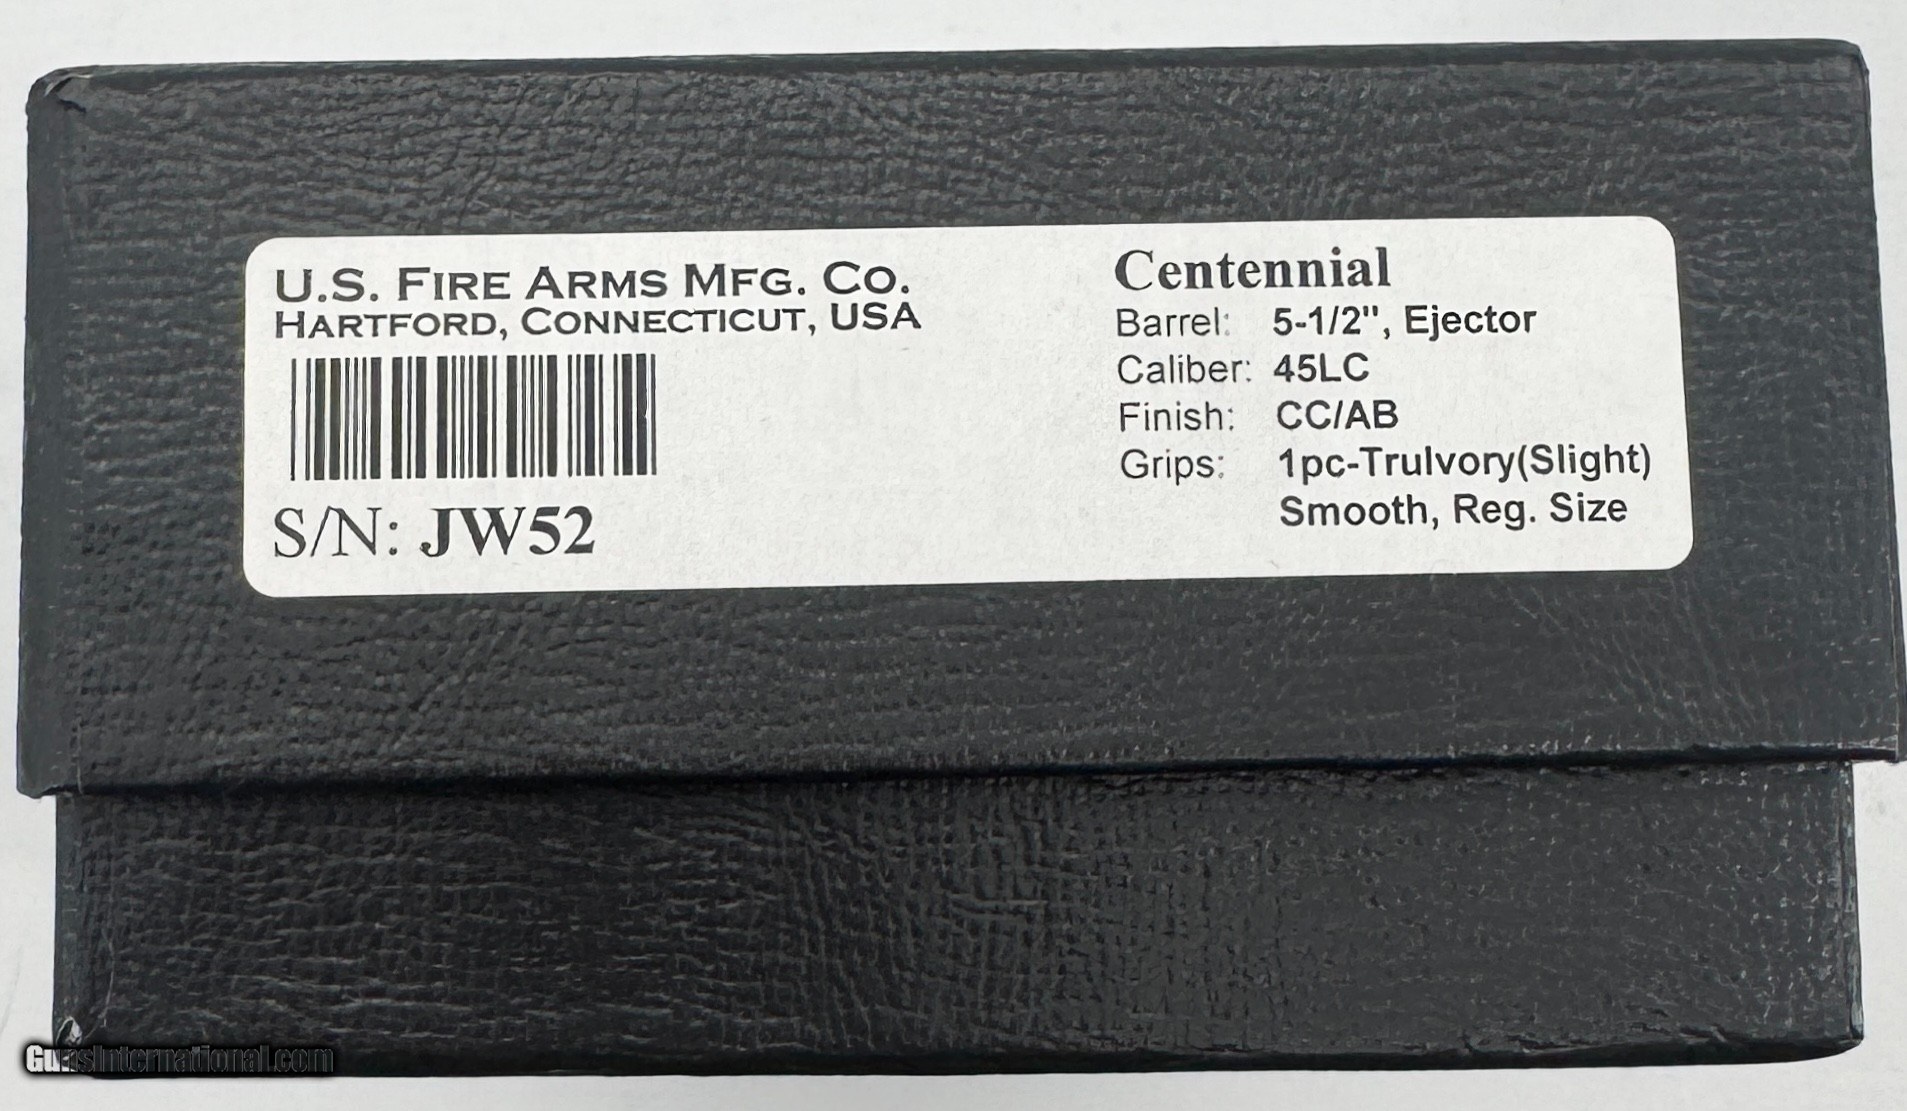 U.S. FIRE ARMS MFG. CO.
HARTFORD, CONNECTICUT, USA
S/N: JW52
Centennial
Barrel: 5-1/2", Ejector
Caliber: 45LC
Finish: CC/AB
Grips: 1pc-TruIvory(Slight)
Smooth, Reg. Size
GunsInternational.com